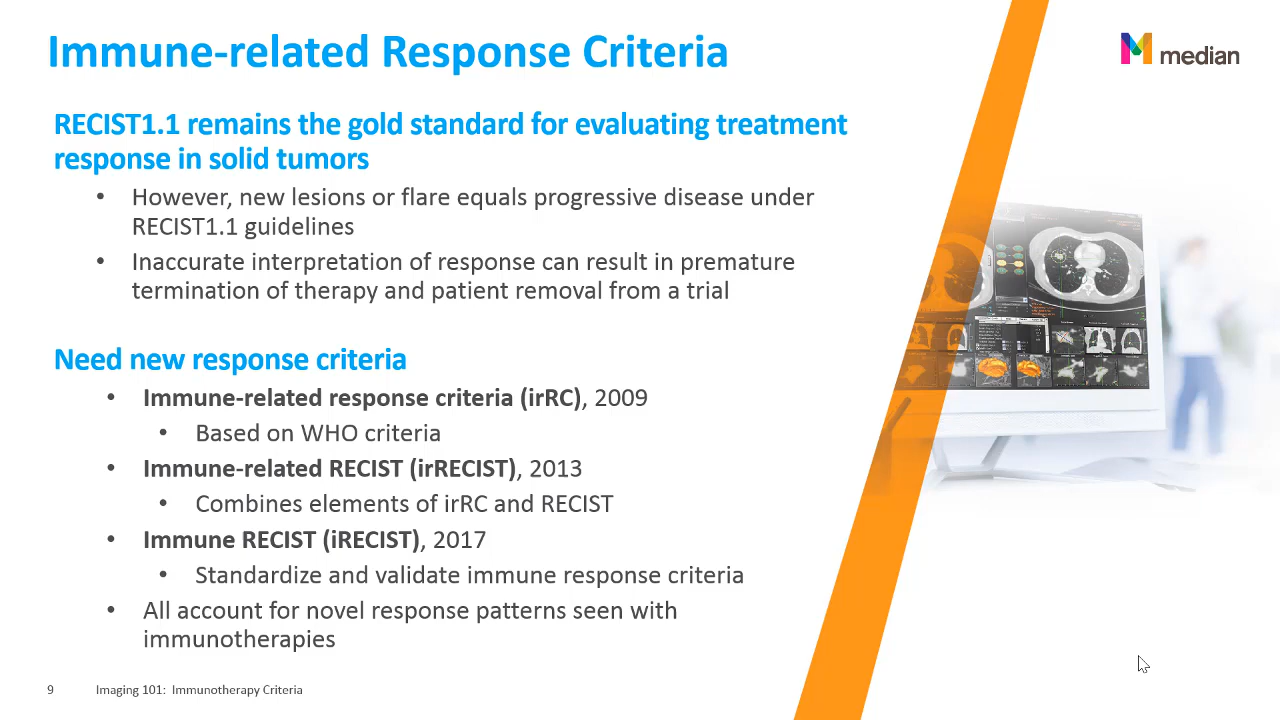 Immune-related Response Criteria
median
RECIST1.1 remains the gold standard for evaluating treatment
response in solid tumors
• However, new lesions or flare equals progressive disease under
RECIST1.1 guidelines
• Inaccurate interpretation of response can result in premature
termination of therapy and patient removal from a trial
Need new response criteria
• Immune-related response criteria (irRC), 2009
• Based on WHO criteria
• Immune-related RECIST (irRECIST), 2013
• Combines elements of irRC and RECIST
• Immune RECIST (iRECIST), 2017
• Standardize and validate immune response criteria
• All account for novel response patterns seen with
immunotherapies
9 Imaging 101: Immunotherapy Criteria